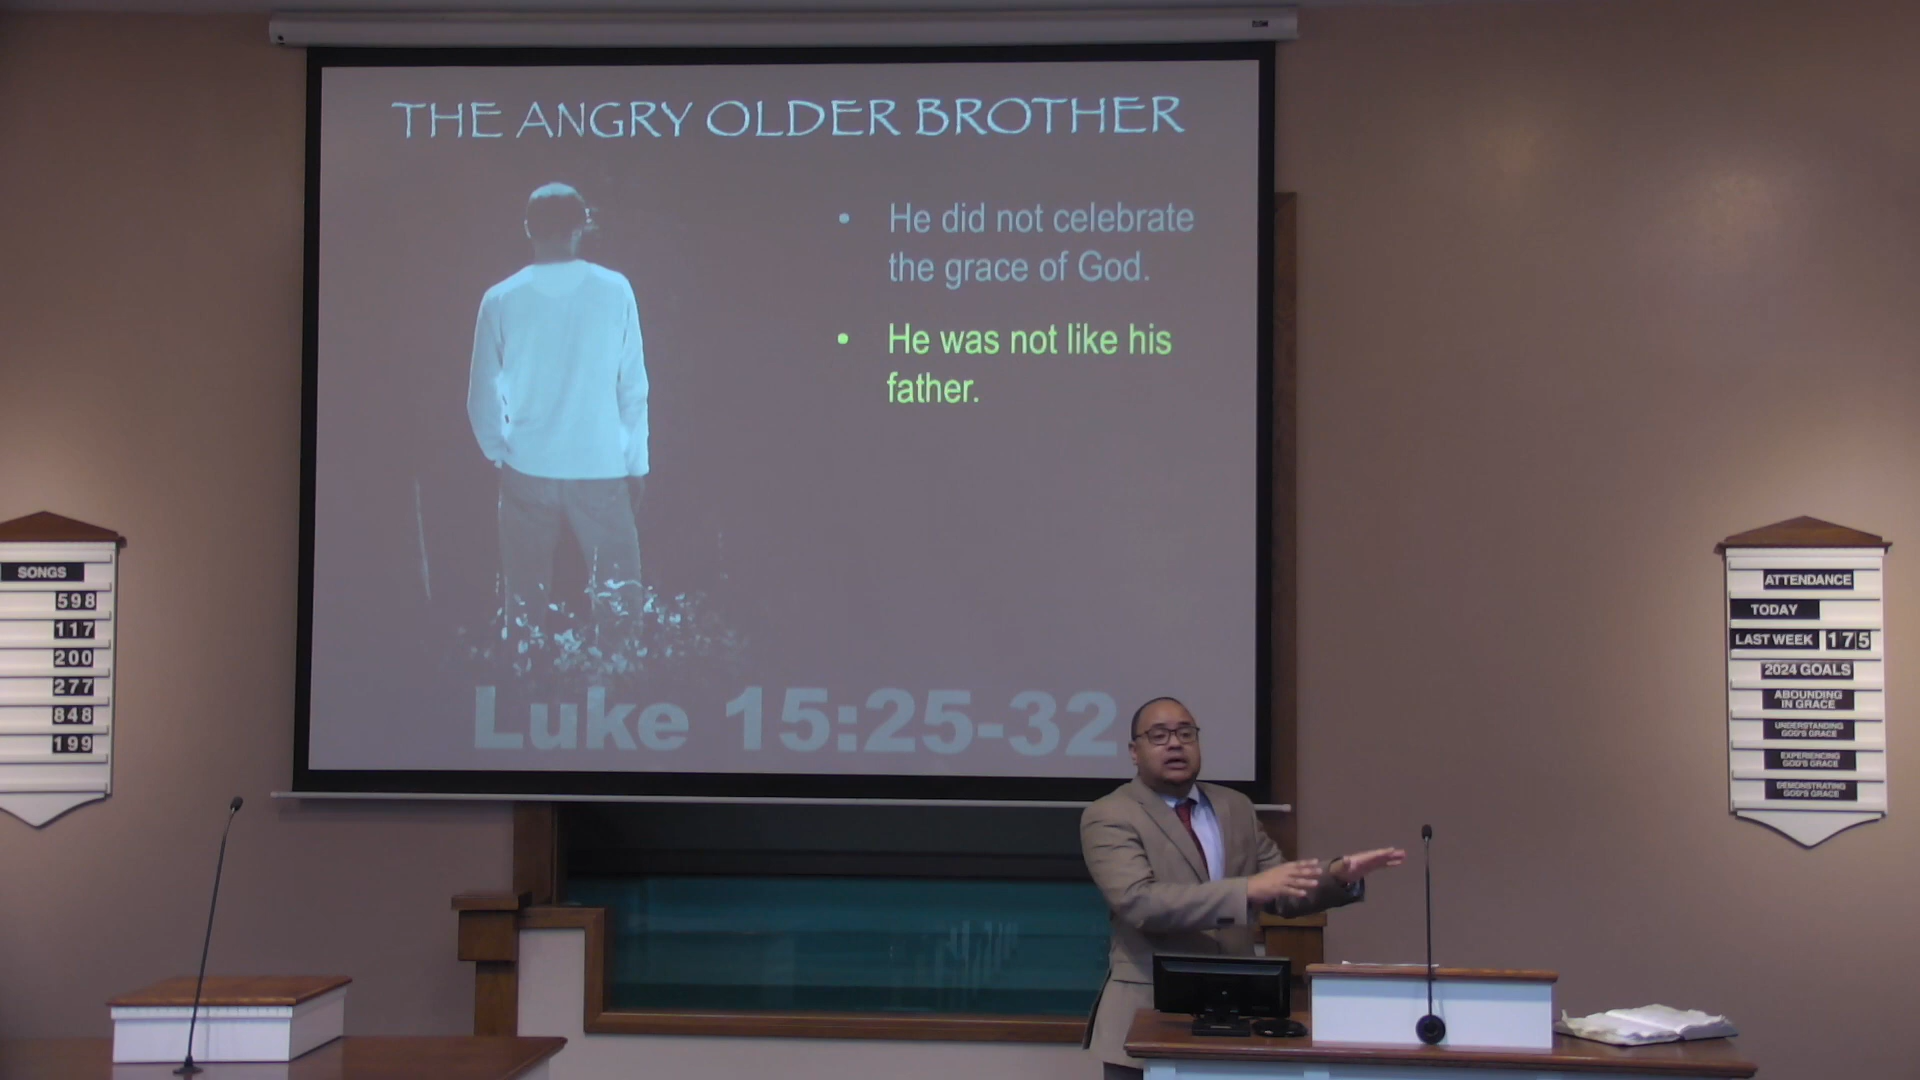 THE ANGRY OLDER BROTHER
• He did not celebrate
the grace of God.
• He was not like his
father.
Luke 15:25-32
SONGS
598
117
200
277
848
199
ATTENDANCE
TODAY
LAST WEEK 175
2024 GOALS
ABOUNDING
IN GRACE
UNDERSTANDING
GOD'S GRACE
EXPERIENCING
GOD'S GRACE
DEMONSTRATING
GOD'S GRACE